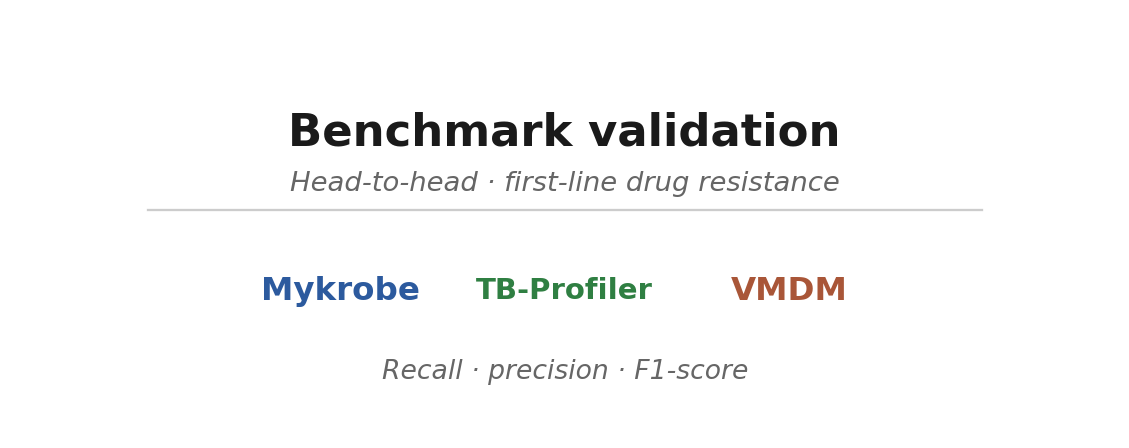 Benchmark validation
Head-to-head · first-line drug resistance
Mykrobe TB-Profiler VMDM
Recall · precision · F1-score